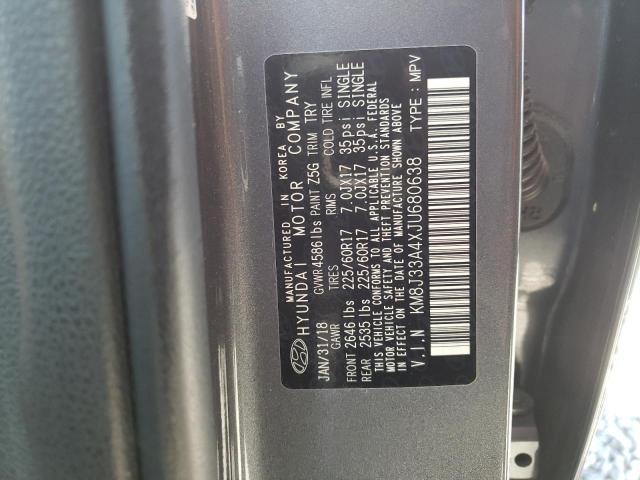 MANUFACTURED IN KOREA BY
HYUNDAI MOTOR COMPANY
JAN/31/18 GVWR 4586lbs PAINT Z5G TRIM TRY
GAWR TIRES RIMS COLD TIRE INFL
FRONT 2646 lbs 225/60R17 7.0JX17 35psi SINGLE
REAR 2535 lbs 225/60R17 7.0JX17 35psi SINGLE
THIS VEHICLE CONFORMS TO ALL APPLICABLE U.S.A. FEDERAL
MOTOR VEHICLE SAFETY AND THEFT PREVENTION STANDARDS
IN EFFECT ON THE DATE OF MANUFACTURE SHOWN ABOVE
V.I.N KM8J33A4XJU680638 TYPE : MPV